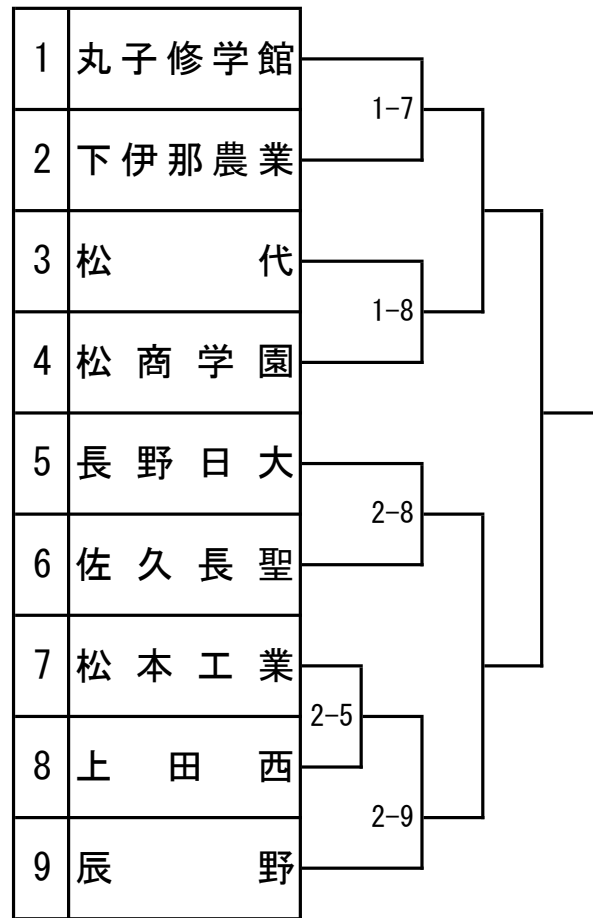 1 丸子修学館
1-7
2 下伊那農業
3 松代
1-8
4 松商学園
5 長野日大
2-8
6 佐久長聖
7 松本工業
2-5
8 上田西
2-9
9 辰野